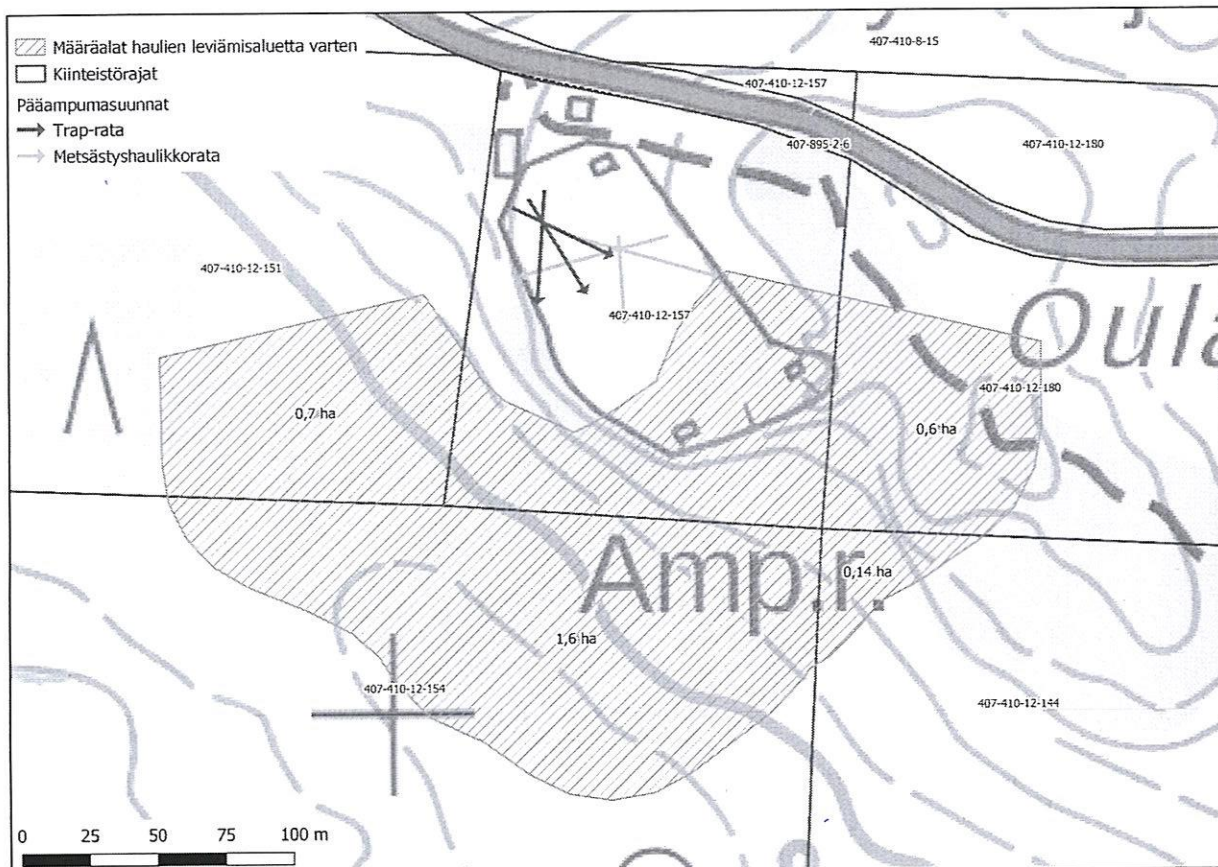 Määräalat haulien leviämisaluetta varten
Kiinteistörajat
Pääampumasuunnat
Trap-rata
Metsästyshaulikkorata
407-410-8-15
407-410-12-157
407-895-2-6
407-410-12-180
407-410-12-151
407-410-12-157
Oula
407-410-12-180
0,7 ha
0,6 ha
Amp.r.
0,14 ha
1,6 ha
407-410-12-154
407-410-12-144
0 25 50 75 100 m